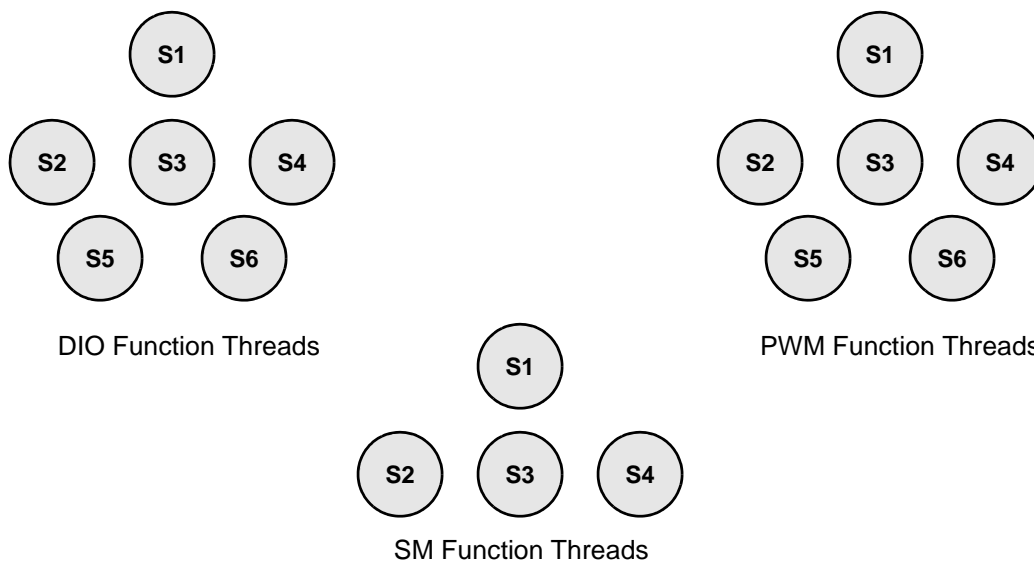 S1
S2 S3 S4
S5 S6
DIO Function Threads
S1
S2 S3 S4
S5 S6
PWM Function Threads
S1
S2 S3 S4
SM Function Threads